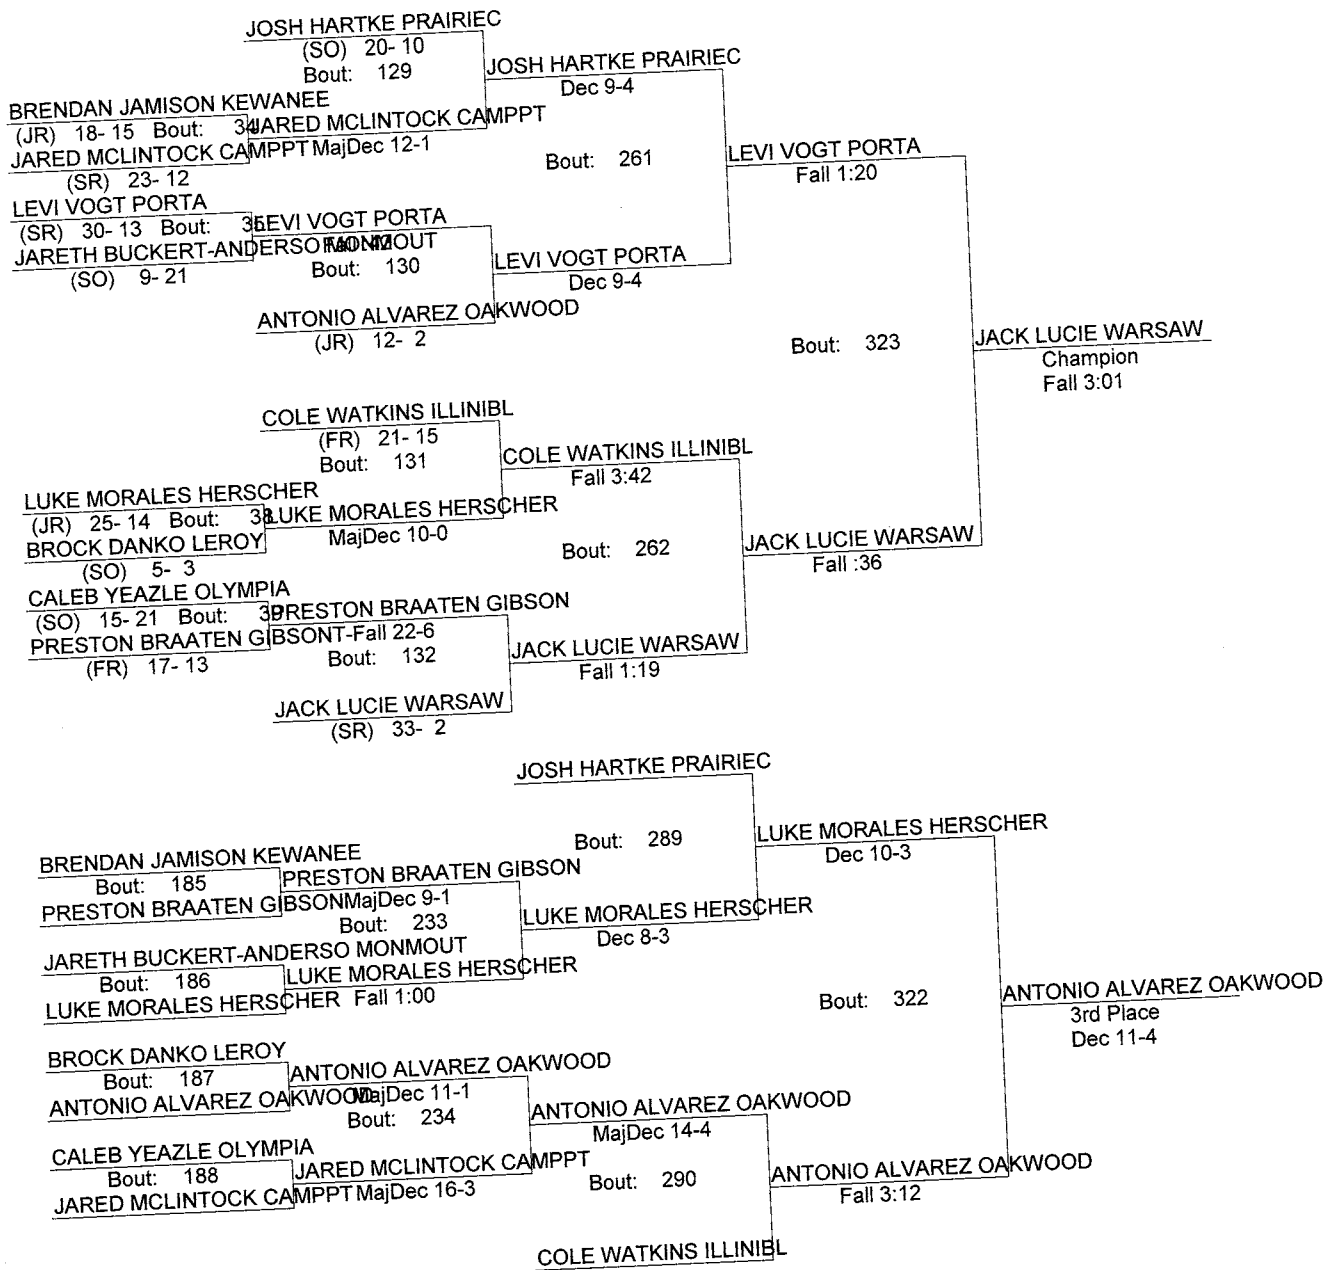 JOSH HARTKE PRAIRIEC
(SO) 20- 10
Bout: 129
JOSH HARTKE PRAIRIEC
Dec 9-4
BRENDAN JAMISON KEWANEE
(JR) 18- 15 Bout: 34
JARED MCLINTOCK CAMPPT
JARED MCLINTOCK CAMPPT MajDec 12-1
(SR) 23- 12
Bout: 261
LEVI VOGT PORTA
Fall 1:20
LEVI VOGT PORTA
(SR) 30- 13 Bout: 35
LEVI VOGT PORTA
JARETH BUCKERT-ANDERSO MONMOUT
Fall :42
(SO) 9- 21
Bout: 130
LEVI VOGT PORTA
Dec 9-4
ANTONIO ALVAREZ OAKWOOD
(JR) 12- 2
Bout: 323
JACK LUCIE WARSAW
Champion
Fall 3:01
COLE WATKINS ILLINIBL
(FR) 21- 15
Bout: 131
COLE WATKINS ILLINIBL
Fall 3:42
LUKE MORALES HERSCHER
(JR) 25- 14 Bout: 38
LUKE MORALES HERSCHER
BROCK DANKO LEROY
MajDec 10-0
(SO) 5- 3
Bout: 262
JACK LUCIE WARSAW
Fall :36
CALEB YEAZLE OLYMPIA
(SO) 15- 21 Bout: 39
PRESTON BRAATEN GIBSON
PRESTON BRAATEN GIBSON T-Fall 22-6
(FR) 17- 13
Bout: 132
JACK LUCIE WARSAW
Fall 1:19
JACK LUCIE WARSAW
(SR) 33- 2
JOSH HARTKE PRAIRIEC
Bout: 289
LUKE MORALES HERSCHER
Dec 10-3
BRENDAN JAMISON KEWANEE
Bout: 185
PRESTON BRAATEN GIBSON
PRESTON BRAATEN GIBSON MajDec 9-1
Bout: 233
LUKE MORALES HERSCHER
Dec 8-3
JARETH BUCKERT-ANDERSO MONMOUT
Bout: 186
LUKE MORALES HERSCHER
LUKE MORALES HERSCHER Fall 1:00
Bout: 322
ANTONIO ALVAREZ OAKWOOD
3rd Place
Dec 11-4
BROCK DANKO LEROY
Bout: 187
ANTONIO ALVAREZ OAKWOOD
ANTONIO ALVAREZ OAKWOOD MajDec 11-1
Bout: 234
ANTONIO ALVAREZ OAKWOOD
MajDec 14-4
CALEB YEAZLE OLYMPIA
Bout: 188
JARED MCLINTOCK CAMPPT
JARED MCLINTOCK CAMPPT MajDec 16-3
Bout: 290
ANTONIO ALVAREZ OAKWOOD
Fall 3:12
COLE WATKINS ILLINIBL